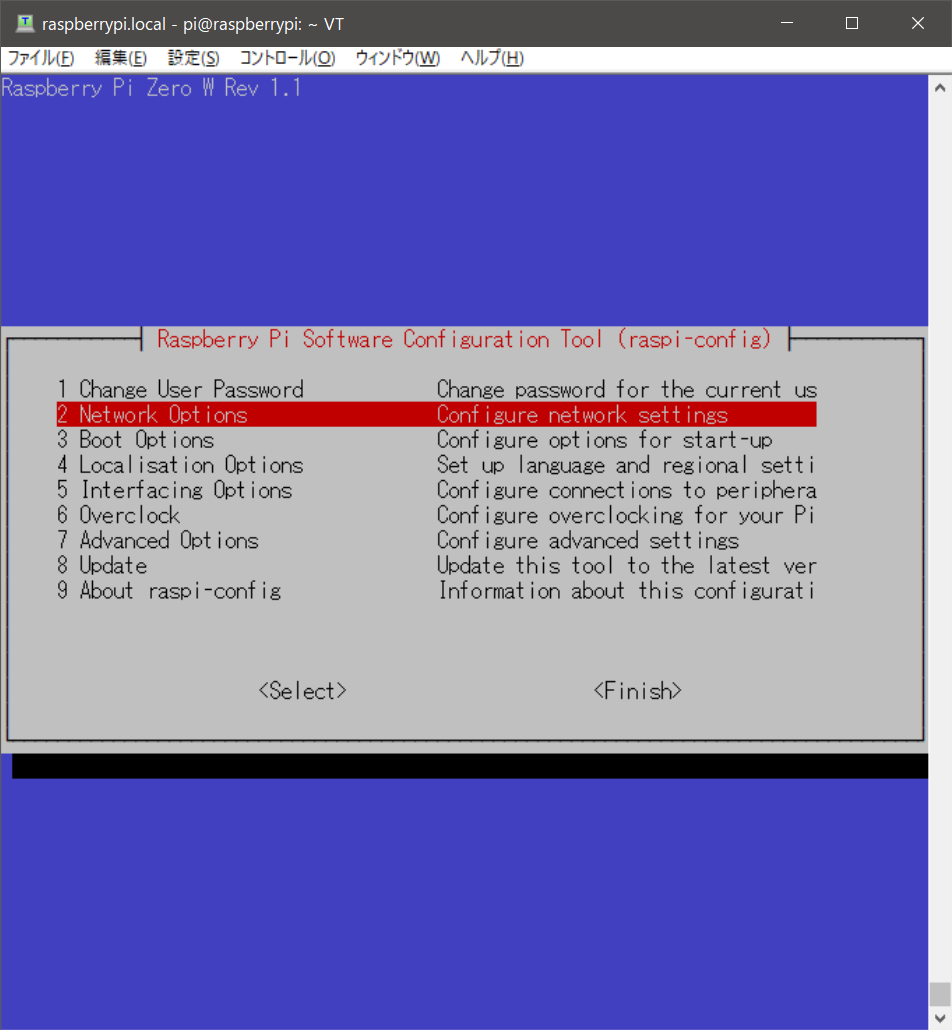 raspberrypi.local - pi@raspberrypi: ~ VT
ファイル(F) 編集(E) 設定(S) コントロール(O) ウィンドウ(W) ヘルプ(H)
Raspberry Pi Zero W Rev 1.1
Raspberry Pi Software Configuration Tool (raspi-config)
1 Change User Password Change password for the current us
2 Network Options Configure network settings
3 Boot Options Configure options for start-up
4 Localisation Options Set up language and regional setti
5 Interfacing Options Configure connections to periphera
6 Overclock Configure overclocking for your Pi
7 Advanced Options Configure advanced settings
8 Update Update this tool to the latest ver
9 About raspi-config Information about this configurati
<Select> <Finish>